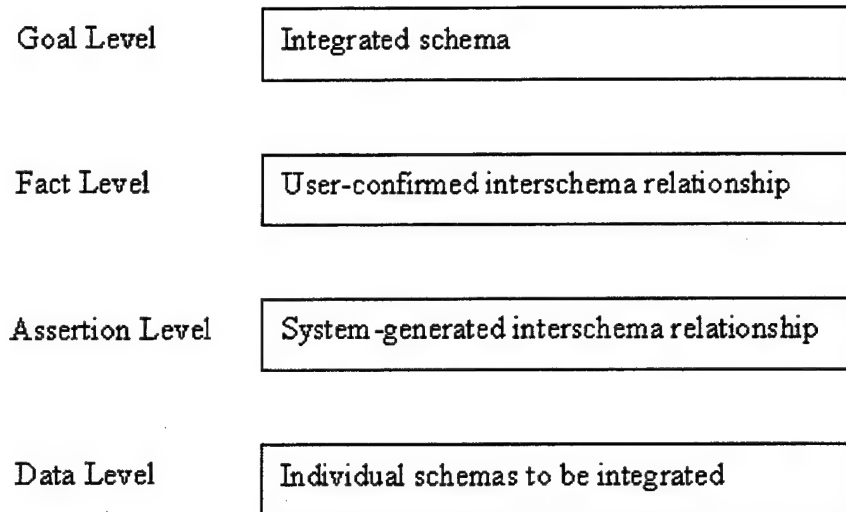 Goal Level Integrated schema
Fact Level User-confirmed interschema relationship
Assertion Level System-generated interschema relationship
Data Level Individual schemas to be integrated